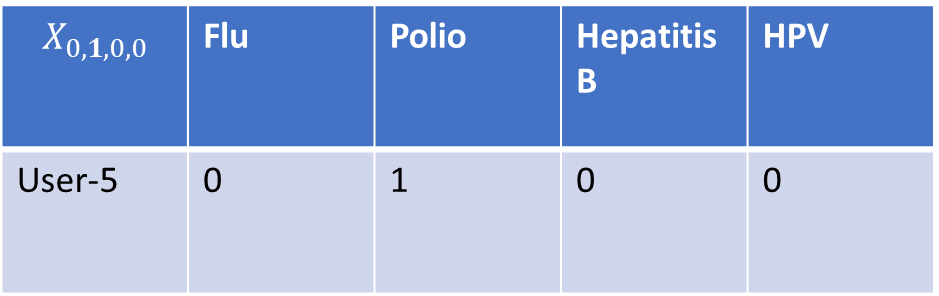 X0,1,0,0 Flu Polio Hepatitis B HPV
User-5 0 1 0 0